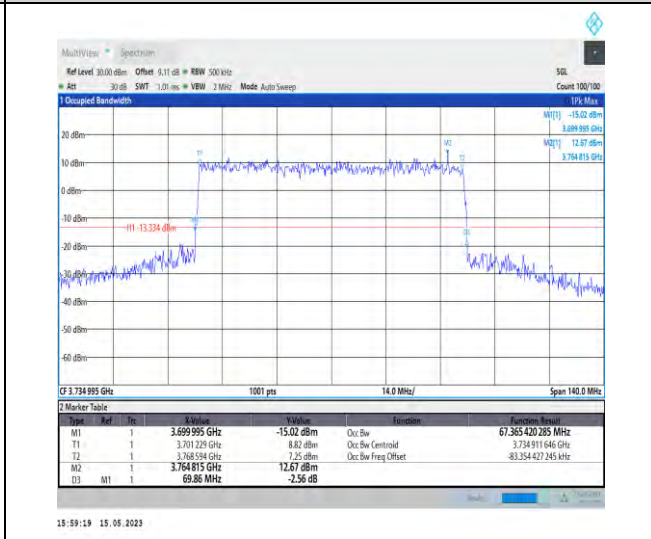 MultiView Spectrum
Ref Level 30.00 dBm Offset 9.11 dB RBW 500 kHz SGL
Att 30 dB SWT 1.01 ms VBW 2 MHz Mode Auto Sweep Count 100/100
1 Occupied Bandwidth 1Pk Max
M1[1] -15.02 dBm
3.699 995 GHz
M2[1] 12.67 dBm
3.764 815 GHz
20 dBm
M2
T1 T2
10 dBm
0 dBm
-10 dBm
H1 -13.334 dBm
-20 dBm
-30 dBm
-40 dBm
-50 dBm
-60 dBm
CF 3.734 995 GHz 1001 pts 14.0 MHz/ Span 140.0 MHz
2 Marker Table
Type Ref Trc X-Value Y-Value Function Function Result
M1 1 3.699 995 GHz -15.02 dBm Occ Bw 67.365 420 285 MHz
T1 1 3.701 229 GHz 8.82 dBm Occ Bw Centroid 3.734 911 646 GHz
T2 1 3.768 594 GHz 7.25 dBm Occ Bw Freq Offset -83.354 427 245 kHz
M2 1 3.764 815 GHz 12.67 dBm
D3 M1 1 69.86 MHz -2.56 dB
15:59:19 15.05.2023